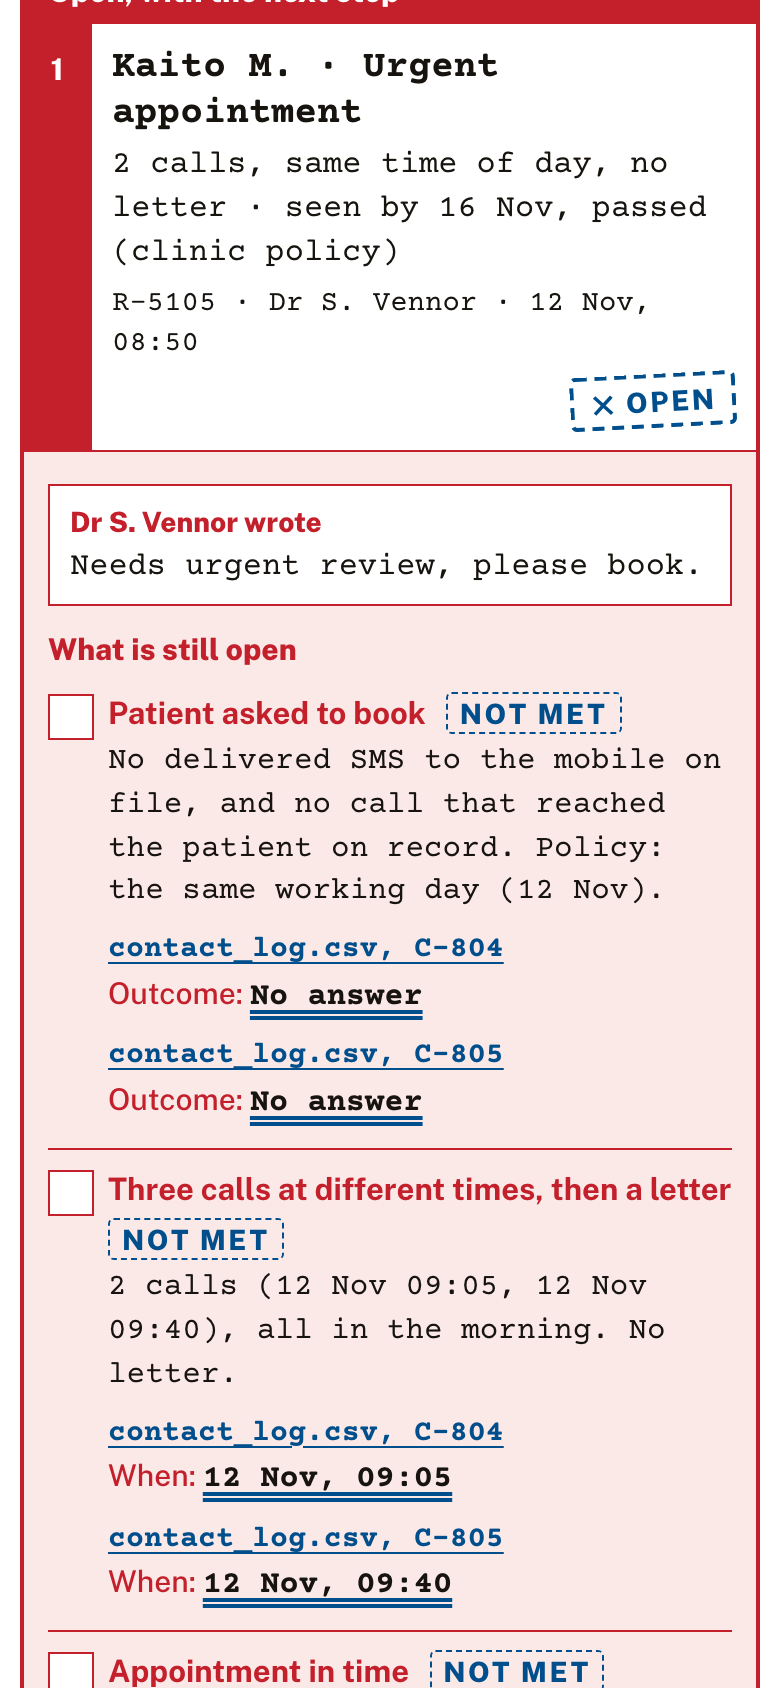 Open, with the next step
1
Kaito M. · Urgent
appointment
2 calls, same time of day, no
letter · seen by 16 Nov, passed
(clinic policy)
R-5105 · Dr S. Vennor · 12 Nov,
08:50
× OPEN
Dr S. Vennor wrote
Needs urgent review, please book.
What is still open
Patient asked to book NOT MET
No delivered SMS to the mobile on
file, and no call that reached
the patient on record. Policy:
the same working day (12 Nov).
contact_log.csv, C-804
Outcome: No answer
contact_log.csv, C-805
Outcome: No answer
Three calls at different times, then a letter
NOT MET
2 calls (12 Nov 09:05, 12 Nov
09:40), all in the morning. No
letter.
contact_log.csv, C-804
When: 12 Nov, 09:05
contact_log.csv, C-805
When: 12 Nov, 09:40
Appointment in time NOT MET